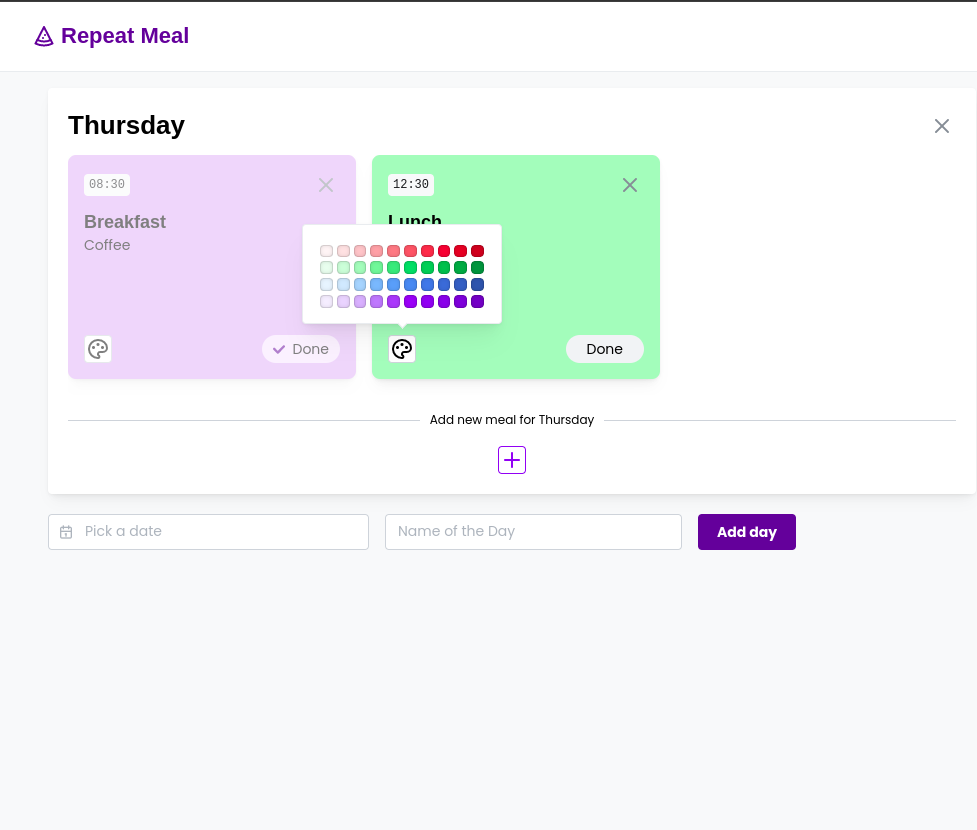 Repeat Meal
Thursday
08:30
Breakfast
Coffee
Done
12:30
Lunch
Done
Add new meal for Thursday
Pick a date
Name of the Day
Add day